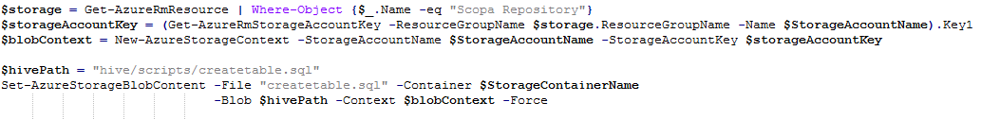 $storage = Get-AzureRmResource | Where-Object {$_.Name -eq "Scopa Repository"}
$storageAccountKey = (Get-AzureRmStorageAccountKey -ResourceGroupName $storage.ResourceGroupName -Name $StorageAccountName).Key1
$blobContext = New-AzureStorageContext -StorageAccountName $StorageAccountName -StorageAccountKey $storageAccountKey
$hivePath = "hive/scripts/createtable.sql"
Set-AzureStorageBlobContent -File "createtable.sql" -Container $StorageContainerName
-Blob $hivePath -Context $blobContext -Force